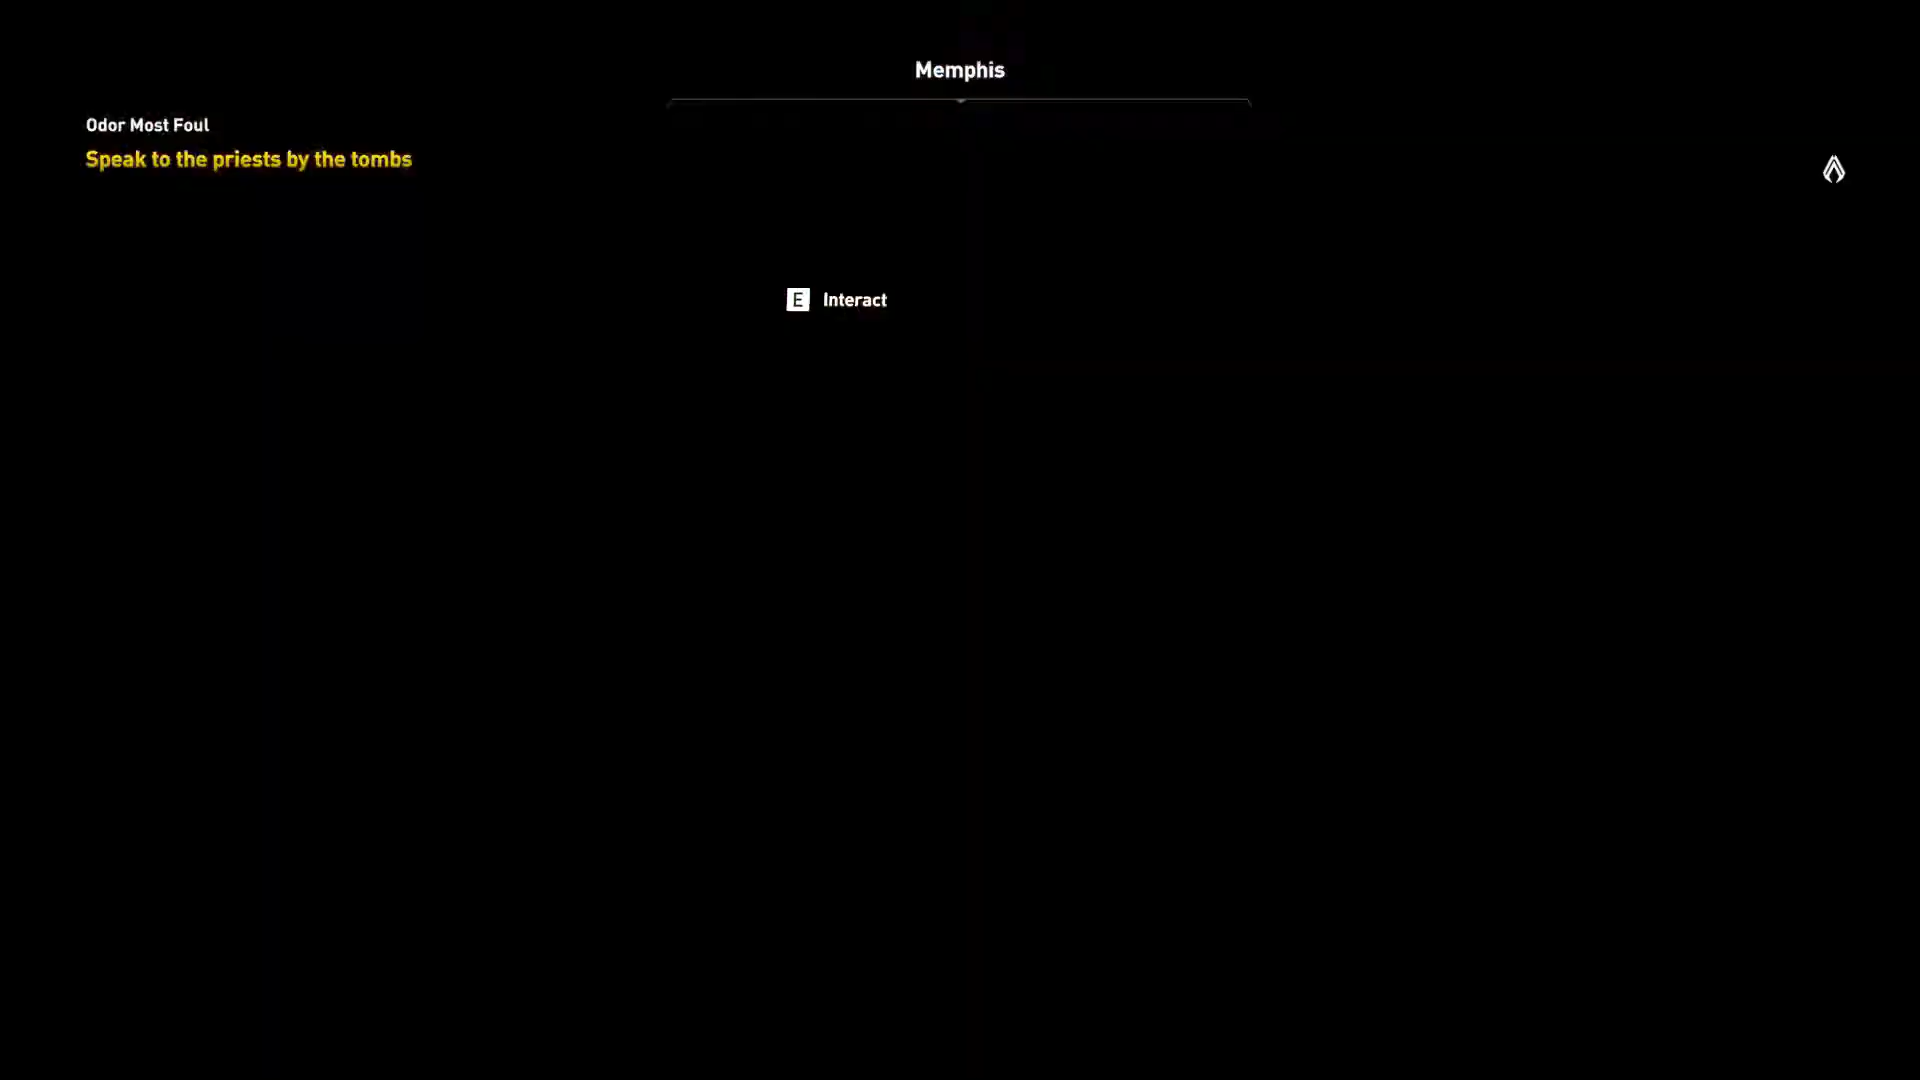 Memphis
Odor Most Foul
Speak to the priests by the tombs
E Interact